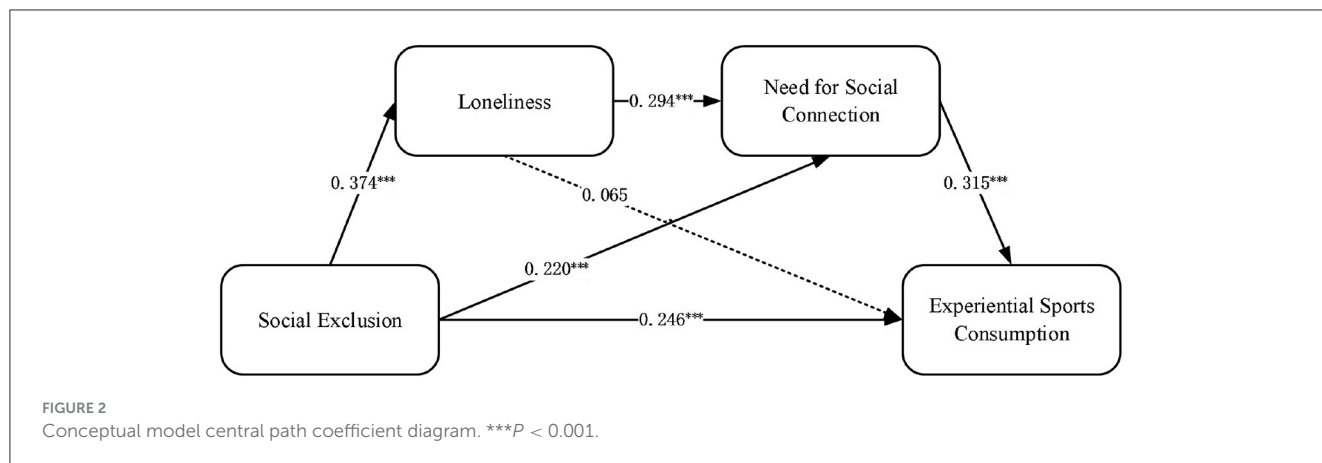 Loneliness
0. 294***
Need for Social
Connection
0. 374***
0. 065
0. 315***
0. 220***
Social Exclusion
0. 246***
Experiential Sports
Consumption
FIGURE 2
Conceptual model central path coefficient diagram. ***P < 0.001.